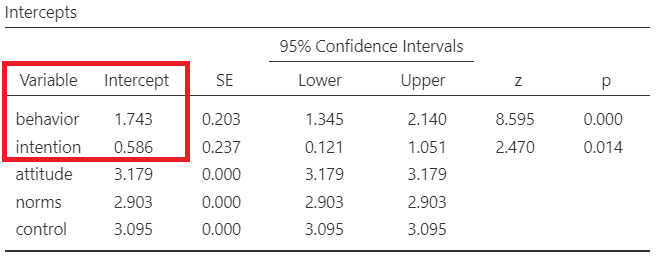 Intercepts
95% Confidence Intervals
Variable Intercept SE Lower Upper z p
behavior 1.743 0.203 1.345 2.140 8.595 0.000
intention 0.586 0.237 0.121 1.051 2.470 0.014
attitude 3.179 0.000 3.179 3.179
norms 2.903 0.000 2.903 2.903
control 3.095 0.000 3.095 3.095